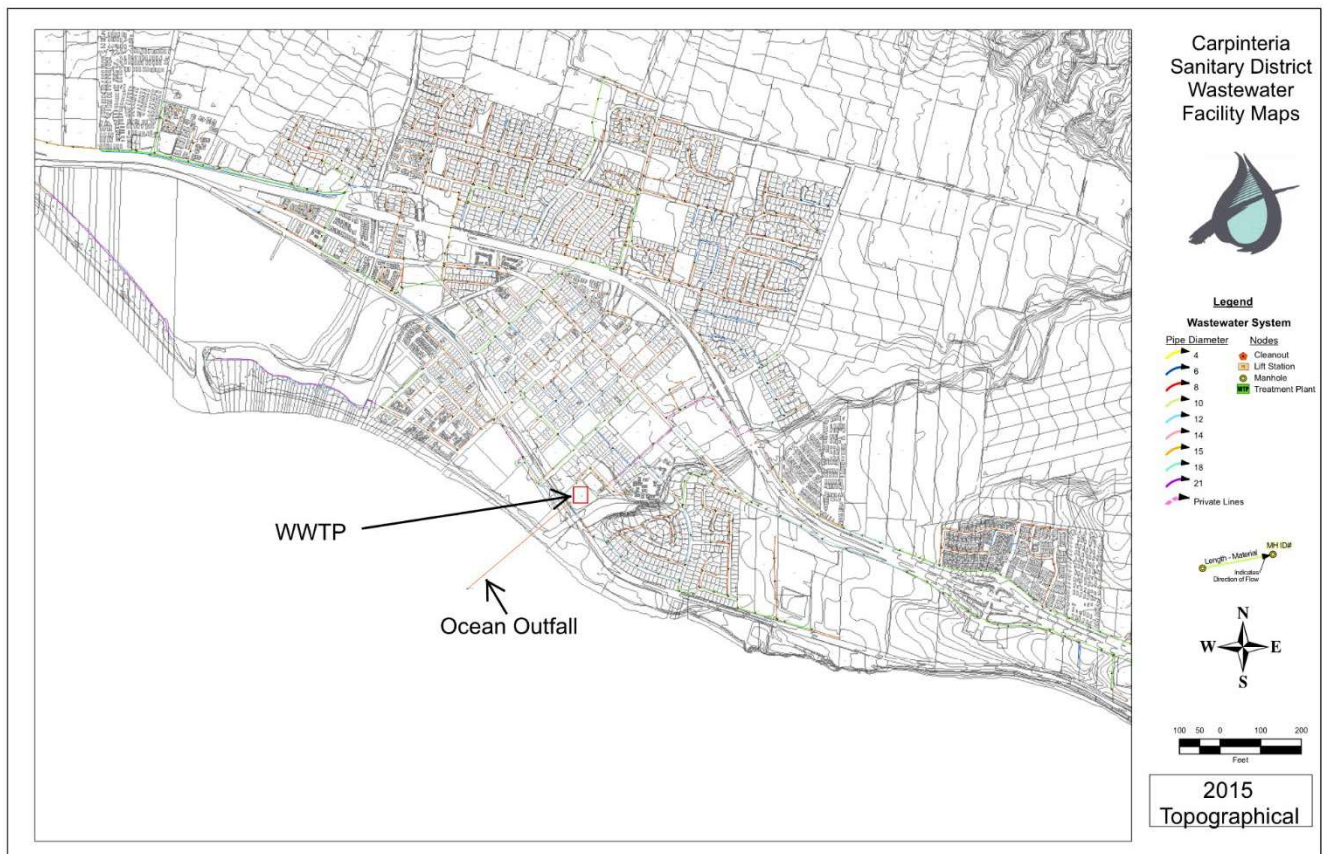 Carpinteria
Sanitary District
Wastewater
Facility Maps
Legend
Wastewater System
Pipe Diameter
Nodes
4
6
8
10
12
14
15
18
21
Private Lines
Cleanout
Lift Station
Manhole
WTP Treatment Plant
MH ID#
Length - Material
Indicates
Direction of Flow
N
W E
S
100 50 0 100 200
Feet
2015
Topographical
WWTP
Ocean Outfall